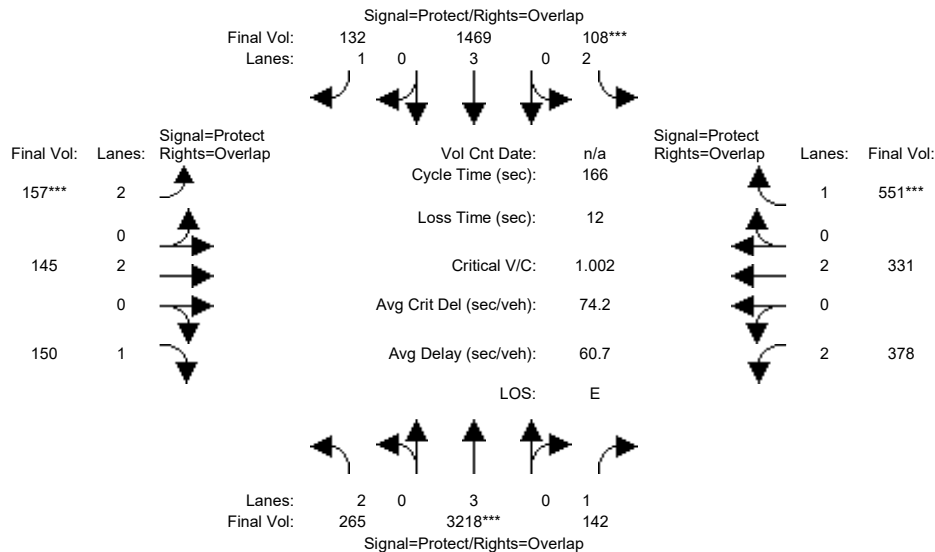 Signal=Protect/Rights=Overlap
Final Vol: 132 1469 108***
Lanes: 1 0 3 0 2
Signal=Protect Signal=Protect
Final Vol: Lanes: Rights=Overlap Vol Cnt Date: n/a Rights=Overlap Lanes: Final Vol:
Cycle Time (sec): 166
157*** 2 1 551***
Loss Time (sec): 12
0 0
145 2 Critical V/C: 1.002 2 331
0 Avg Crit Del (sec/veh): 74.2 0
150 1 Avg Delay (sec/veh): 60.7 2 378
LOS: E
Lanes: 2 0 3 0 1
Final Vol: 265 3218*** 142
Signal=Protect/Rights=Overlap